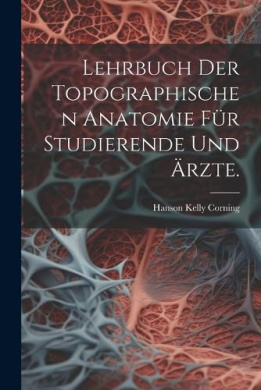 Lehrbuch Der
Topographische
n Anatomie Für
Studierende Und
Ärzte.
Hanson Kelly Corning